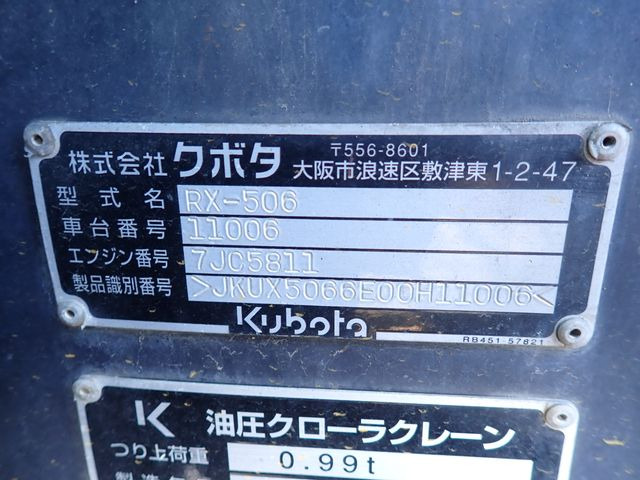 株式会社クボタ 〒556-8601
大阪市浪速区敷津東1-2-47
型式名 RX-506
車台番号 11006
エンジン番号 7JC5811
製品識別番号 >JKUX5066E00H11006<
Kubota
RB451-57621
K 油圧クローラクレーン
つり上荷重 0.99t